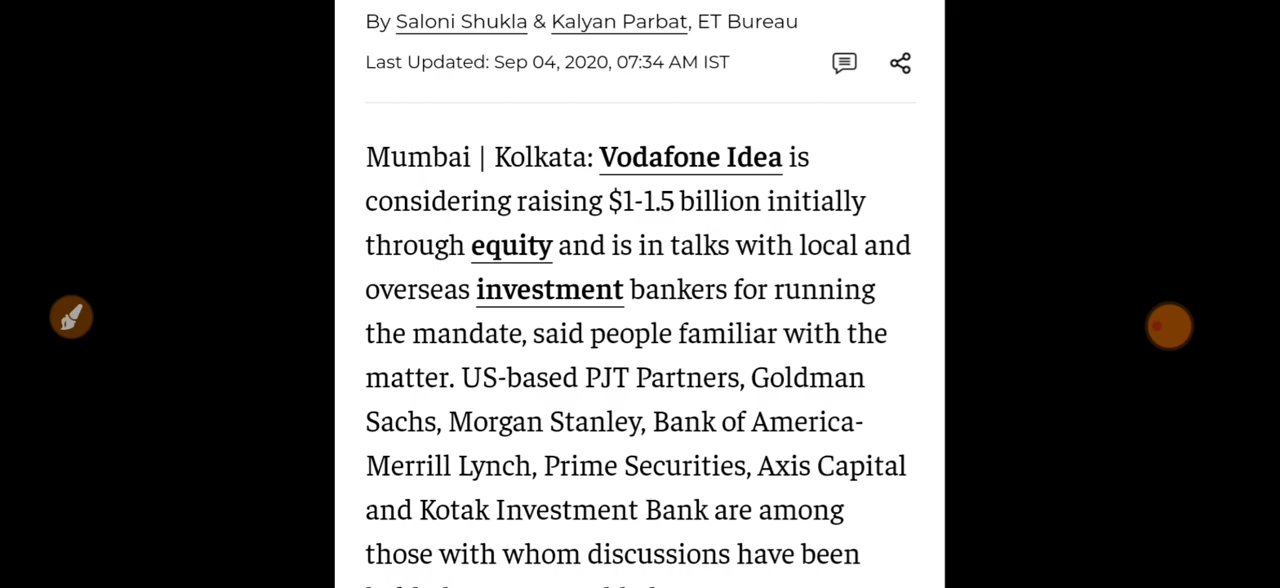 By Saloni Shukla & Kalyan Parbat, ET Bureau
Last Updated: Sep 04, 2020, 07:34 AM IST
Mumbai | Kolkata: Vodafone Idea is
considering raising $1-1.5 billion initially
through equity and is in talks with local and
overseas investment bankers for running
the mandate, said people familiar with the
matter. US-based PJT Partners, Goldman
Sachs, Morgan Stanley, Bank of America-
Merrill Lynch, Prime Securities, Axis Capital
and Kotak Investment Bank are among
those with whom discussions have been